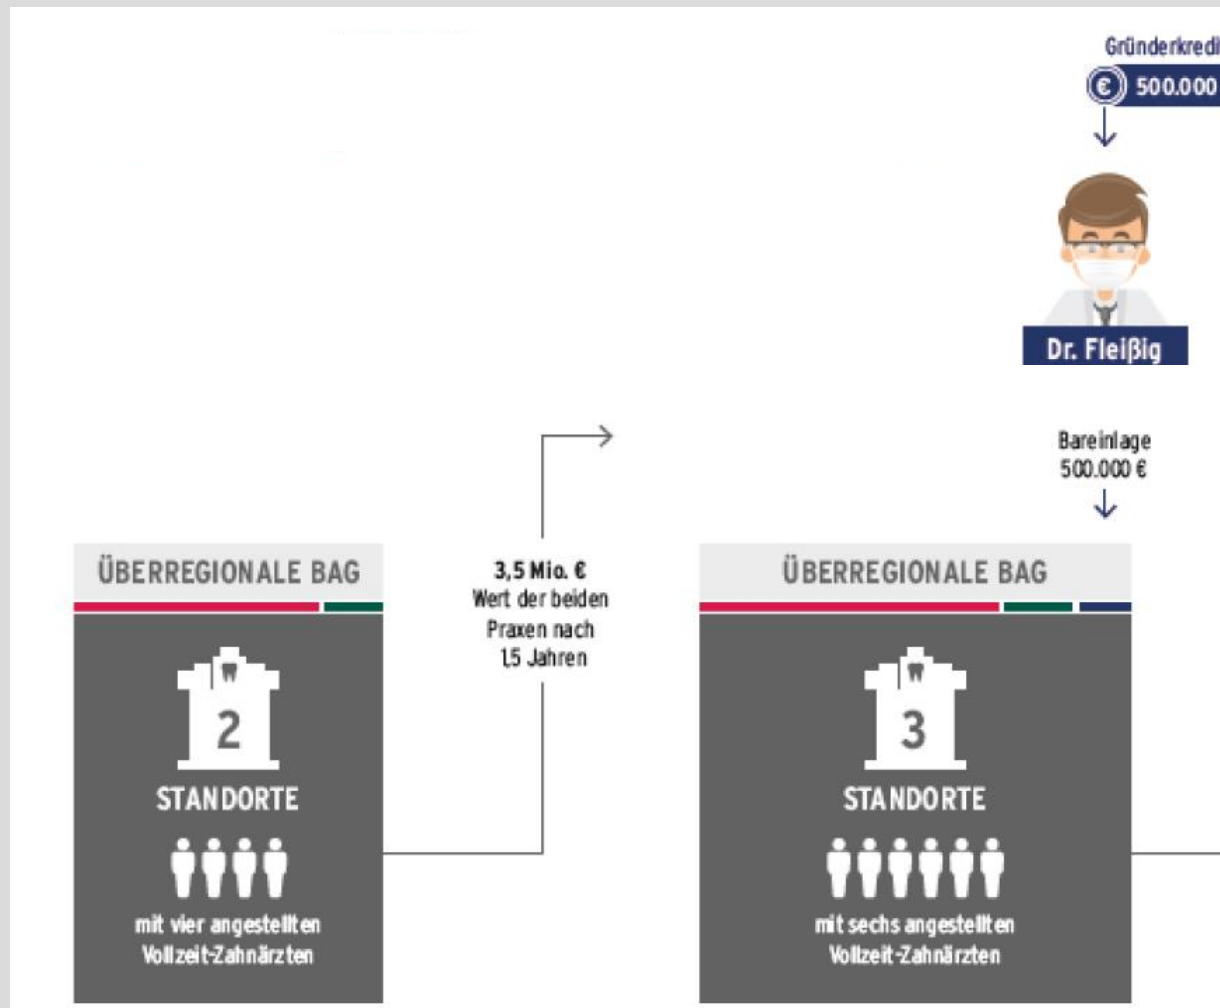 Gründerkredi
€ 500.000
Dr. Fleißig
Bareinlage
500.000 €
ÜBERREGIONALE BAG
2
STANDORTE
mit vier angestellten
Vollzeit-Zahnärzten
3,5 Mio. €
Wert der beiden
Praxen nach
1,5 Jahren
ÜBERREGIONALE BAG
3
STANDORTE
mit sechs angestellten
Vollzeit-Zahnärzten